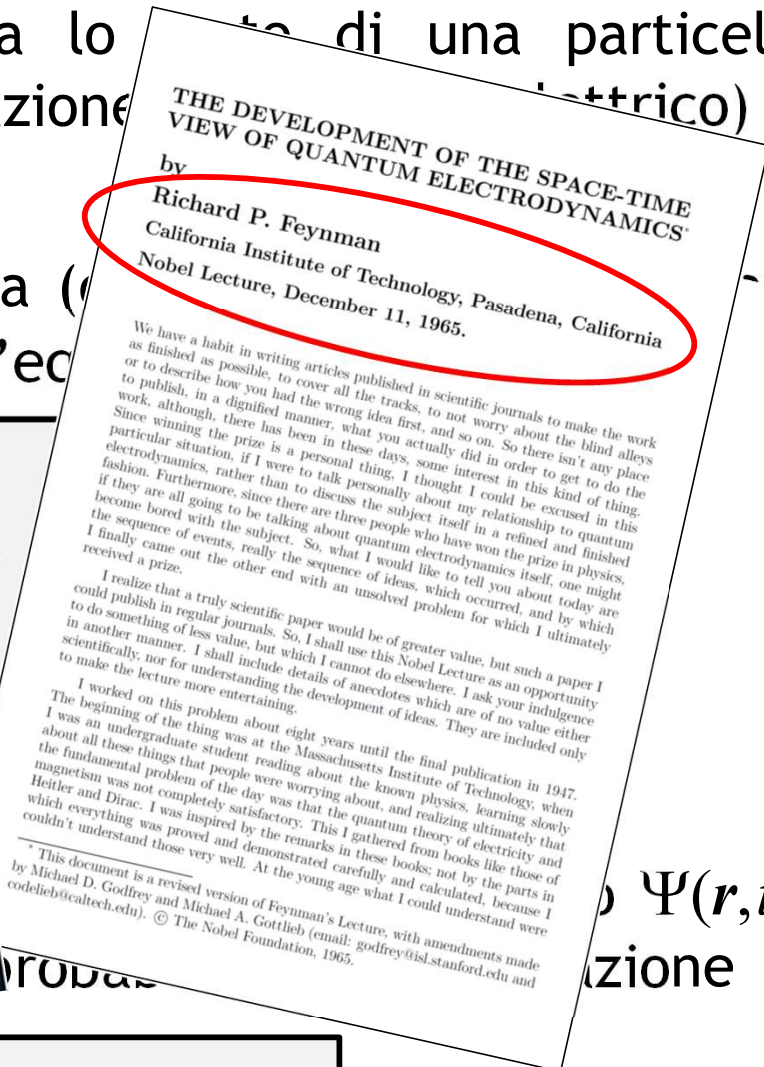 a lo di una particel
zione ettrico)
THE DEVELOPMENT OF THE SPACE-TIME
VIEW OF QUANTUM ELECTRODYNAMICS*
by
Richard P. Feynman
California Institute of Technology, Pasadena, California
Nobel Lecture, December 11, 1965.
a (
'eq
We have a habit in writing articles published in scientific journals to make the work
as finished as possible, to cover all the tracks, to not worry about the blind alleys
or to describe how you had the wrong idea first, and so on. So there isn't any place
to publish, in a dignified manner, what you actually did in order to get to do the
work, although, there has been in these days, some interest in this kind of thing.
Since winning the prize is a personal thing, I thought I could be excused in this
particular situation, if I were to talk personally about my relationship to quantum
electrodynamics, rather than to discuss the subject itself in a refined and finished
fashion. Furthermore, since there are three people who have won the prize in physics,
if they are all going to be talking about quantum electrodynamics itself, one might
become bored with the subject. So, what I would like to tell you about today are
the sequence of events, really the sequence of ideas, which occurred, and by which
I finally came out the other end with an unsolved problem for which I ultimately
received a prize.
I realize that a truly scientific paper would be of greater value, but such a paper I
could publish in regular journals. So, I shall use this Nobel Lecture as an opportunity
to do something of less value, but which I cannot do elsewhere. I ask your indulgence
in another manner. I shall include details of anecdotes which are of no value either
scientifically, nor for understanding the development of ideas. They are included only
to make the lecture more entertaining.
I worked on this problem about eight years until the final publication in 1947.
The beginning of the thing was at the Massachusetts Institute of Technology, when
I was an undergraduate student reading about the known physics, learning slowly
about all these things that people were worrying about, and realizing ultimately that
the fundamental problem of the day was that the quantum theory of electricity and
magnetism was not completely satisfactory. This I gathered from books like those of
Heitler and Dirac. I was inspired by the remarks in these books; not by the parts in
which everything was proved and demonstrated carefully and calculated, because I
couldn't understand those very well. At the young age what I could understand were
* This document is a revised version of Feynman's Lecture, with amendments made
by Michael D. Godfrey and Michael A. Gottlieb (email: godfrey@isl.stanford.edu and
codelieb@caltech.edu). © The Nobel Foundation, 1965.
Ψ(r,t
probab zione